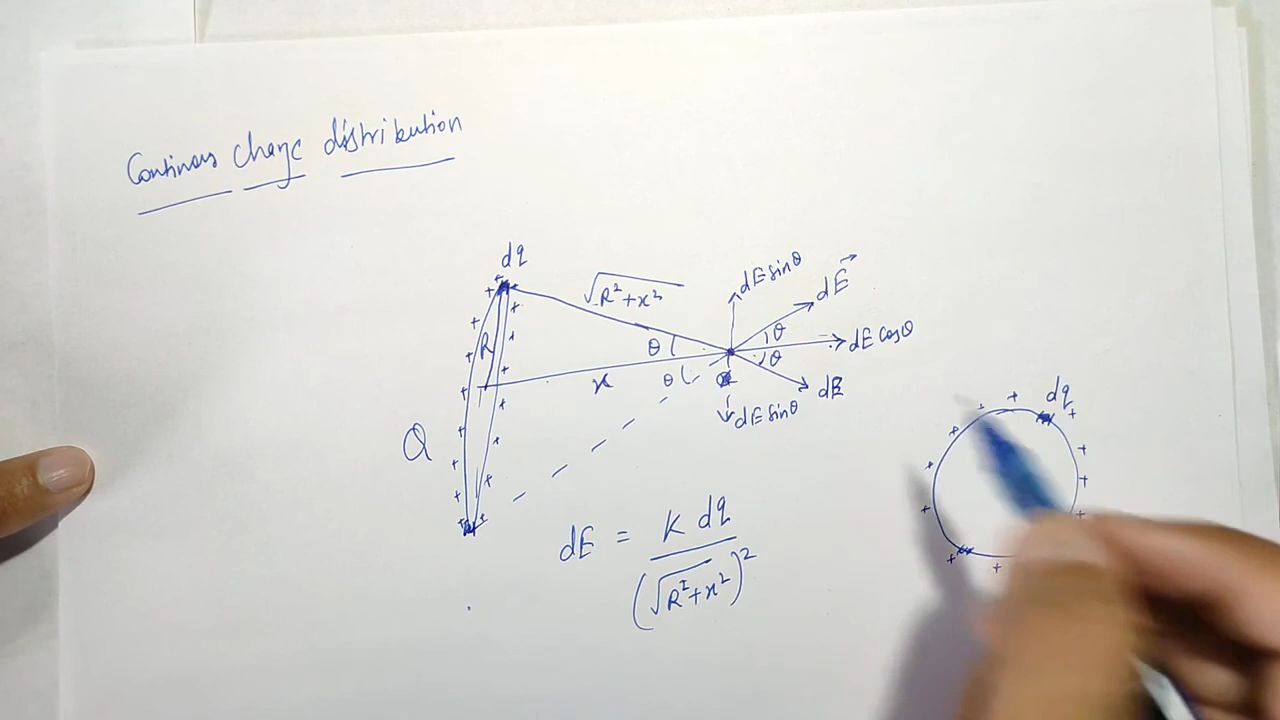 Continous charge distribution
dq
√R²+x²
dE sinθ
dE
θ
dE cosθ
R
θ
θ
x
θ
dE
dE sinθ
Q
dq
dE = K dq / (√R²+x²)²